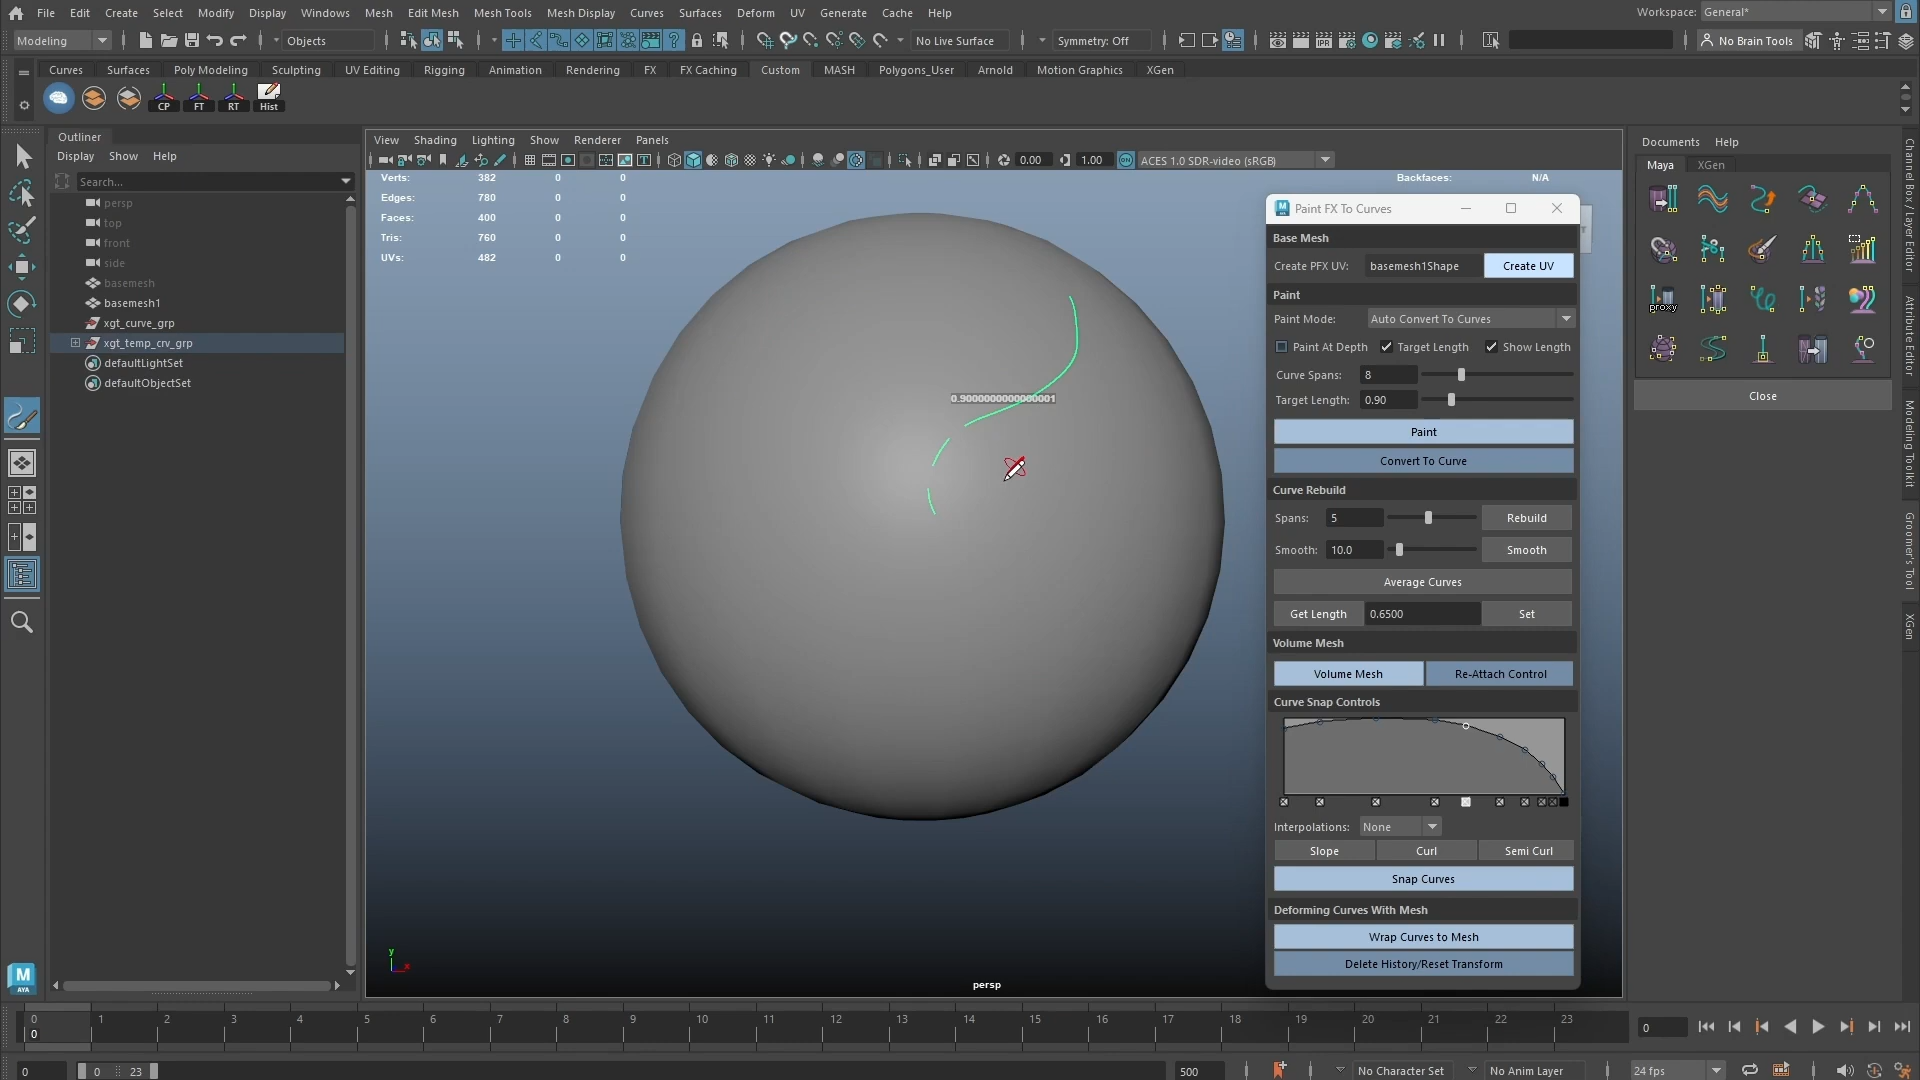 File Edit Create Select Modify Display Windows Mesh Edit Mesh Mesh Tools Mesh Display Curves Surfaces Deform UV Generate Cache Help
Workspace: General*
Modeling
Objects
No Live Surface
Symmetry: Off
IPR
No Brain Tools
Curves Surfaces Poly Modeling Sculpting UV Editing Rigging Animation Rendering FX FX Caching Custom MASH Polygons_User Arnold Motion Graphics XGen
CP FT RT Hist
Outliner
Display Show Help
Search...
persp
top
front
side
basemesh
basemesh1
xgt_curve_grp
xgt_temp_crv_grp
defaultLightSet
defaultObjectSet
View Shading Lighting Show Renderer Panels
0.00 1.00 ON ACES 1.0 SDR-video (sRGB)
Verts: 382 0 0
Edges: 780 0 0
Faces: 400 0 0
Tris: 760 0 0
UVs: 482 0 0
Backfaces: N/A
0.9000000000000001
y
x
persp
Paint FX To Curves
Base Mesh
Create PFX UV: basemesh1Shape Create UV
Paint
Paint Mode: Auto Convert To Curves
Paint At Depth Target Length Show Length
Curve Spans: 8
Target Length: 0.90
Paint
Convert To Curve
Curve Rebuild
Spans: 5 Rebuild
Smooth: 10.0 Smooth
Average Curves
Get Length 0.6500 Set
Volume Mesh
Volume Mesh Re-Attach Control
Curve Snap Controls
Interpolations: None
Slope Curl Semi Curl
Snap Curves
Deforming Curves With Mesh
Wrap Curves to Mesh
Delete History/Reset Transform
Documents Help
Maya XGen
proxy
Close
Channel Box / Layer Editor
Attribute Editor
Modeling Toolkit
Groomer's Tool
XGen
M
AYA
0 1 2 3 4 5 6 7 8 9 10 11 12 13 14 15 16 17 18 19 20 21 22 23
0
0
0 0 23 500 No Character Set No Anim Layer 24 fps